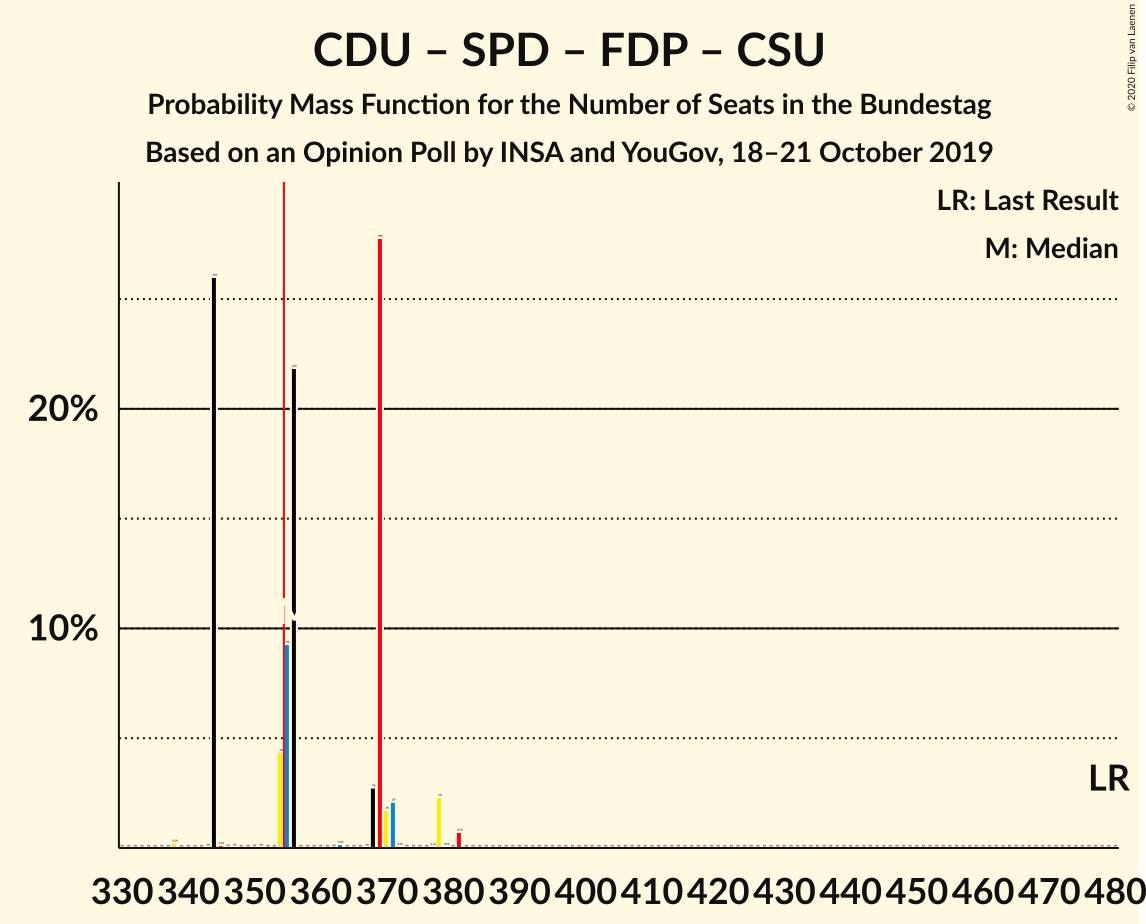 CDU – SPD – FDP – CSU
Probability Mass Function for the Number of Seats in the Bundestag
Based on an Opinion Poll by INSA and YouGov, 18–21 October 2019
© 2020 Filip van Laenen
LR: Last Result
M: Median
20%
10%
LR
330 340 350 360 370 380 390 400 410 420 430 440 450 460 470 480